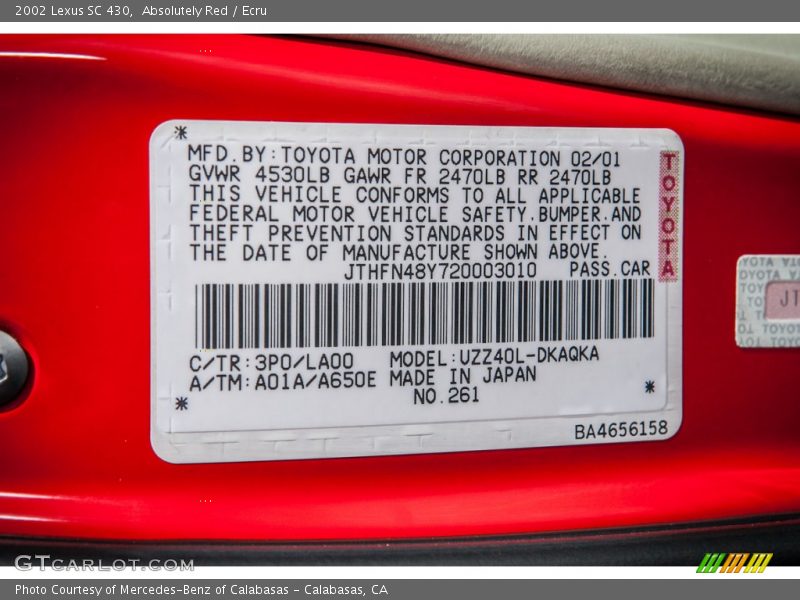 2002 Lexus SC 430, Absolutely Red / Ecru
*
MFD.BY:TOYOTA MOTOR CORPORATION 02/01
GVWR 4530LB GAWR FR 2470LB RR 2470LB
THIS VEHICLE CONFORMS TO ALL APPLICABLE
FEDERAL MOTOR VEHICLE SAFETY.BUMPER.AND
THEFT PREVENTION STANDARDS IN EFFECT ON
THE DATE OF MANUFACTURE SHOWN ABOVE.
JTHFN48Y720003010 PASS.CAR
TOYOTA
C/TR:3P0/LA00 MODEL:UZZ40L-DKAQKA
A/TM:A01A/A650E MADE IN JAPAN
* NO.261 *
BA4656158
JT
GTCARLOT.COM
Photo Courtesy of Mercedes-Benz of Calabasas - Calabasas, CA